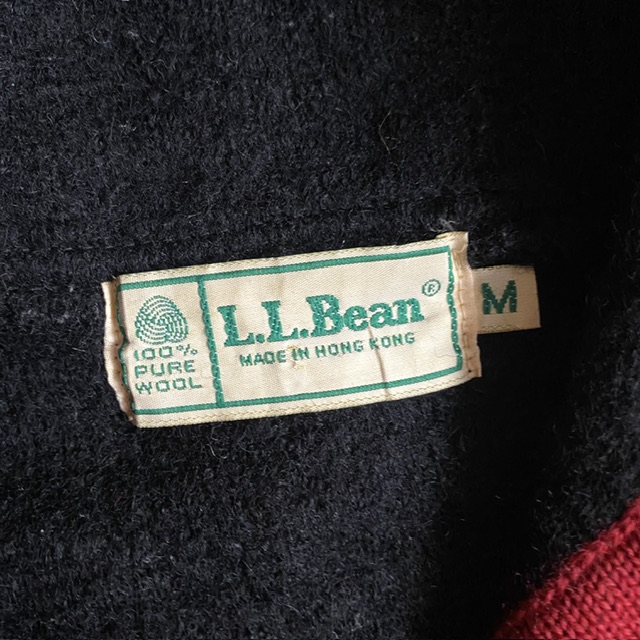 100%
PURE
WOOL
L.L.Bean®
MADE IN HONG KONG
M